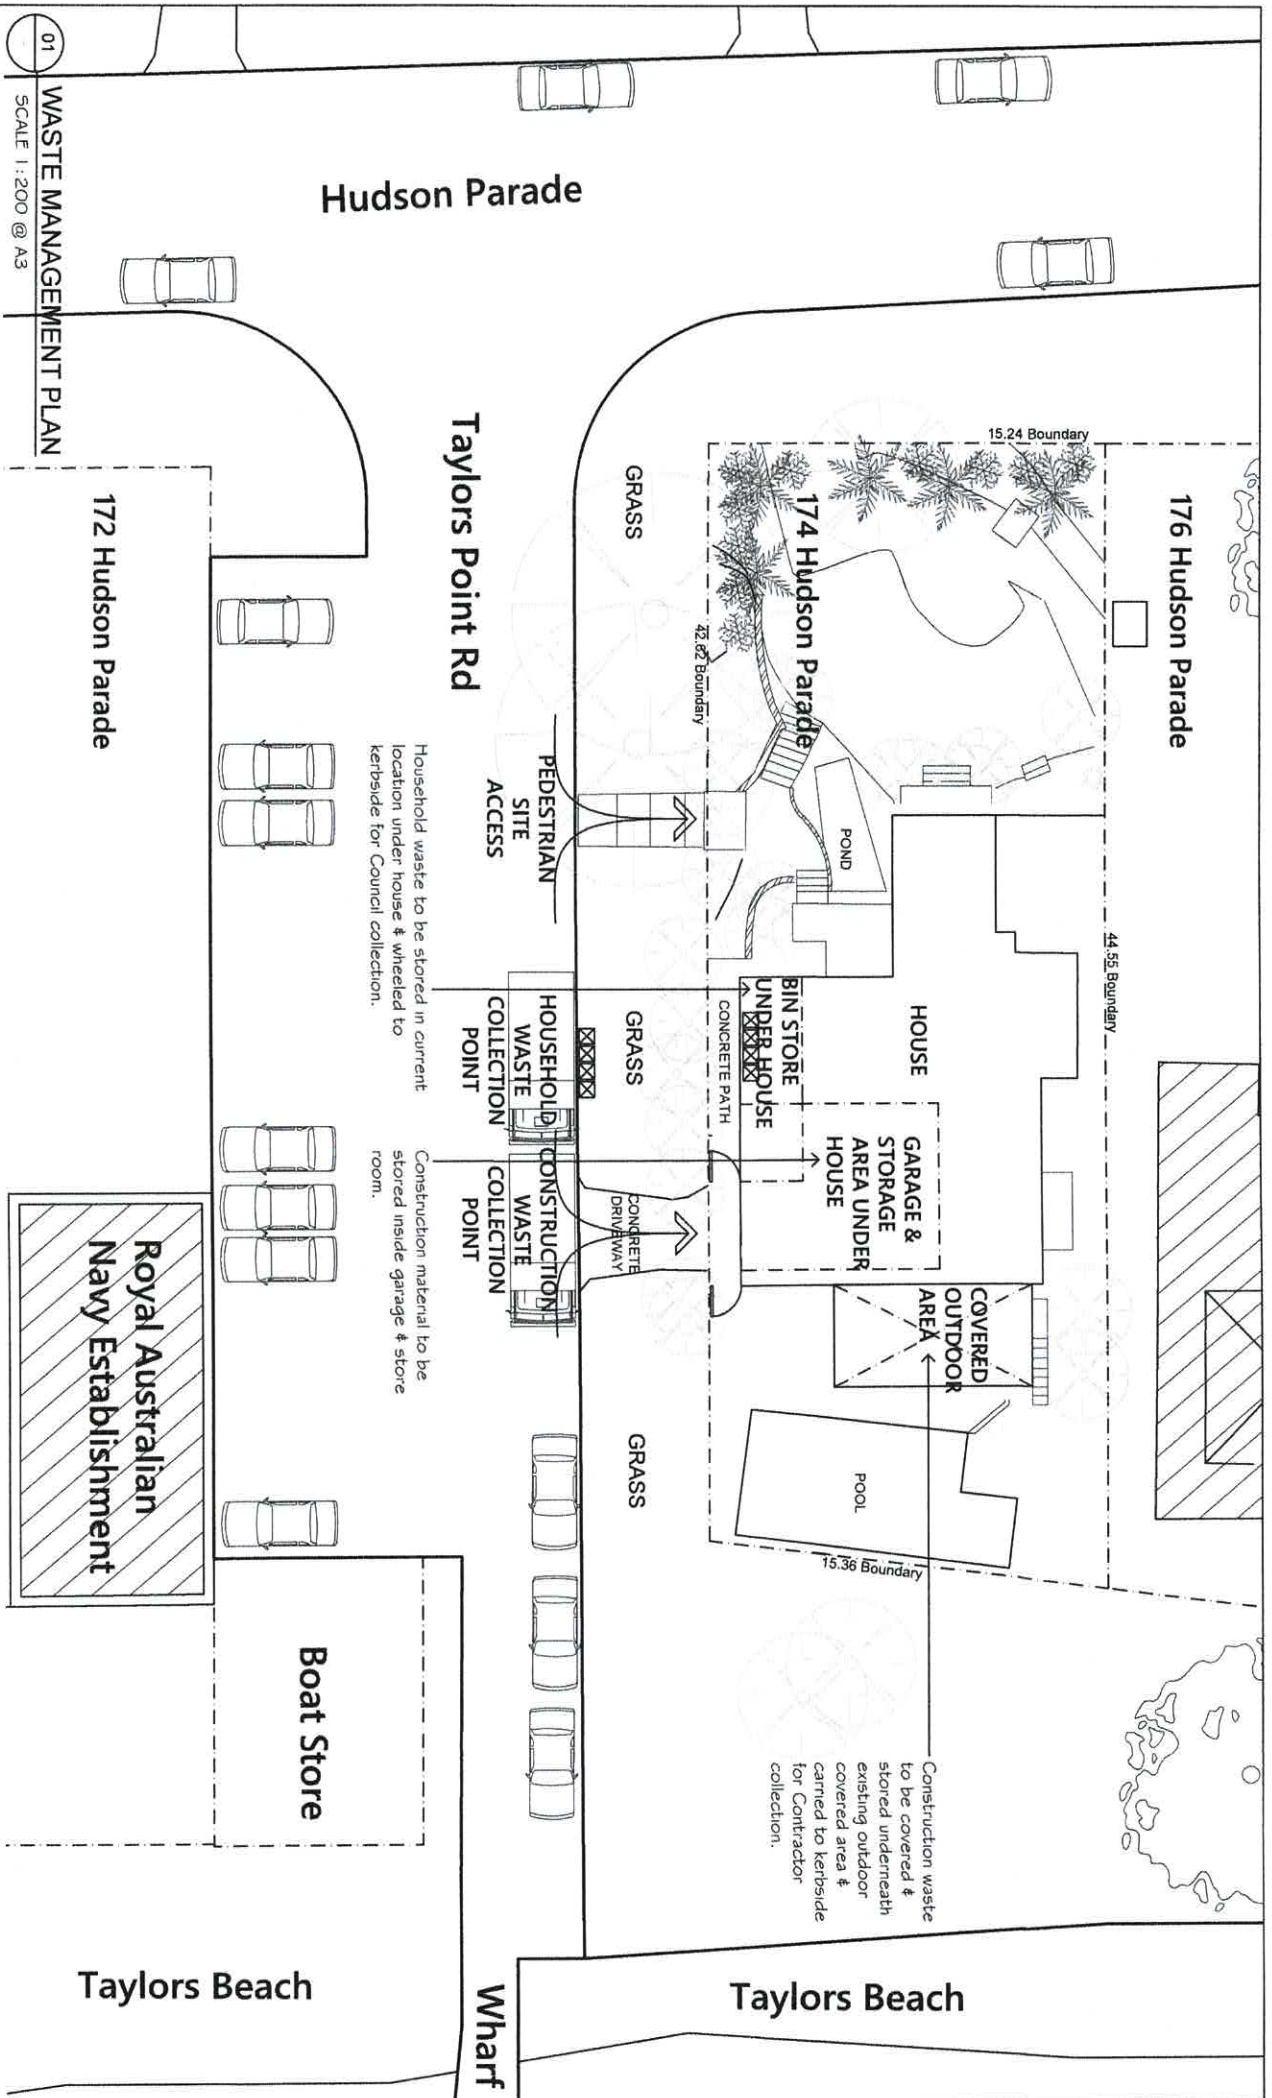 176 Hudson Parade
15.24 Boundary
44.55 Boundary
174 Hudson Parade
42.62 Boundary
POND
HOUSE
BIN STORE
UNDER HOUSE
CONCRETE PATH
GARAGE &
STORAGE
AREA UNDER
HOUSE
COVERED
OUTDOOR
AREA
POOL
15.36 Boundary
Construction waste
to be covered &
stored underneath
existing outdoor
covered area &
carried to kerbside
for Contractor
collection.
Hudson Parade
GRASS
GRASS
GRASS
CONCRETE
DRIVEWAY
Taylors Point Rd
PEDESTRIAN
SITE
ACCESS
HOUSEHOLD
WASTE
COLLECTION
POINT
CONSTRUCTION
WASTE
COLLECTION
POINT
Household waste to be stored in current
location under house & wheeled to
kerbside for Council collection.
Construction material to be
stored inside garage & store
room.
172 Hudson Parade
Royal Australian
Navy Establishment
Boat Store
Wharf
Taylors Beach
Taylors Beach
01
WASTE MANAGEMENT PLAN
SCALE 1:200 @ A3